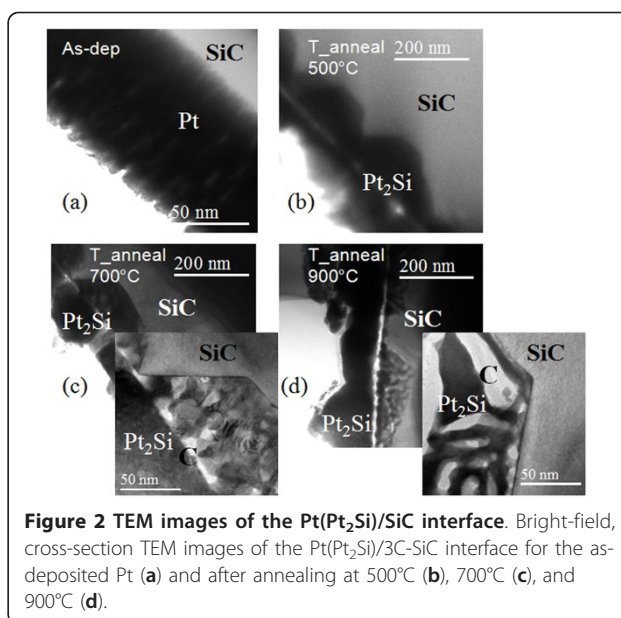 As-dep
SiC
Pt
(a)
50 nm
T_anneal
500°C
200 nm
SiC
Pt₂Si
(b)
T_anneal
700°C
200 nm
Pt₂Si
SiC
(c)
SiC
Pt₂Si
C
50 nm
T_anneal
900°C
200 nm
SiC
(d)
Pt₂Si
SiC
C
Pt₂Si
50 nm
Figure 2 TEM images of the Pt(Pt₂Si)/SiC interface. Bright-field,
cross-section TEM images of the Pt(Pt₂Si)/3C-SiC interface for the as-
deposited Pt (a) and after annealing at 500°C (b), 700°C (c), and
900°C (d).